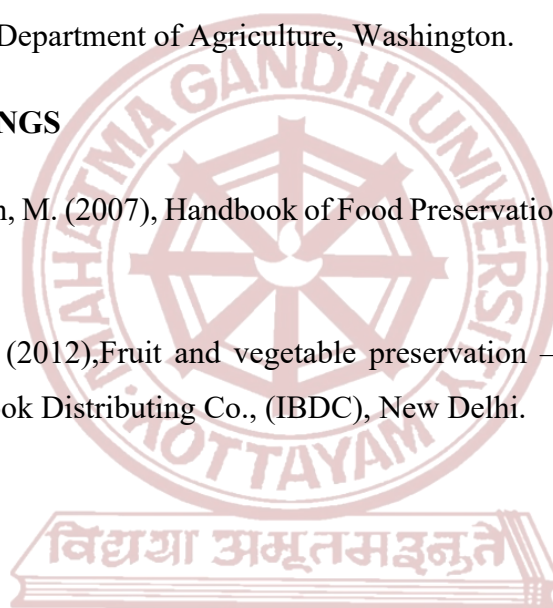 Department of Agriculture, Washington.
NGS
n, M. (2007), Handbook of Food Preservatio
(2012),Fruit and vegetable preservation –
ok Distributing Co., (IBDC), New Delhi.
MAHATMA GANDHI UNIVERSITY
KOTTAYAM
विद्यया अमृतमश्नुते